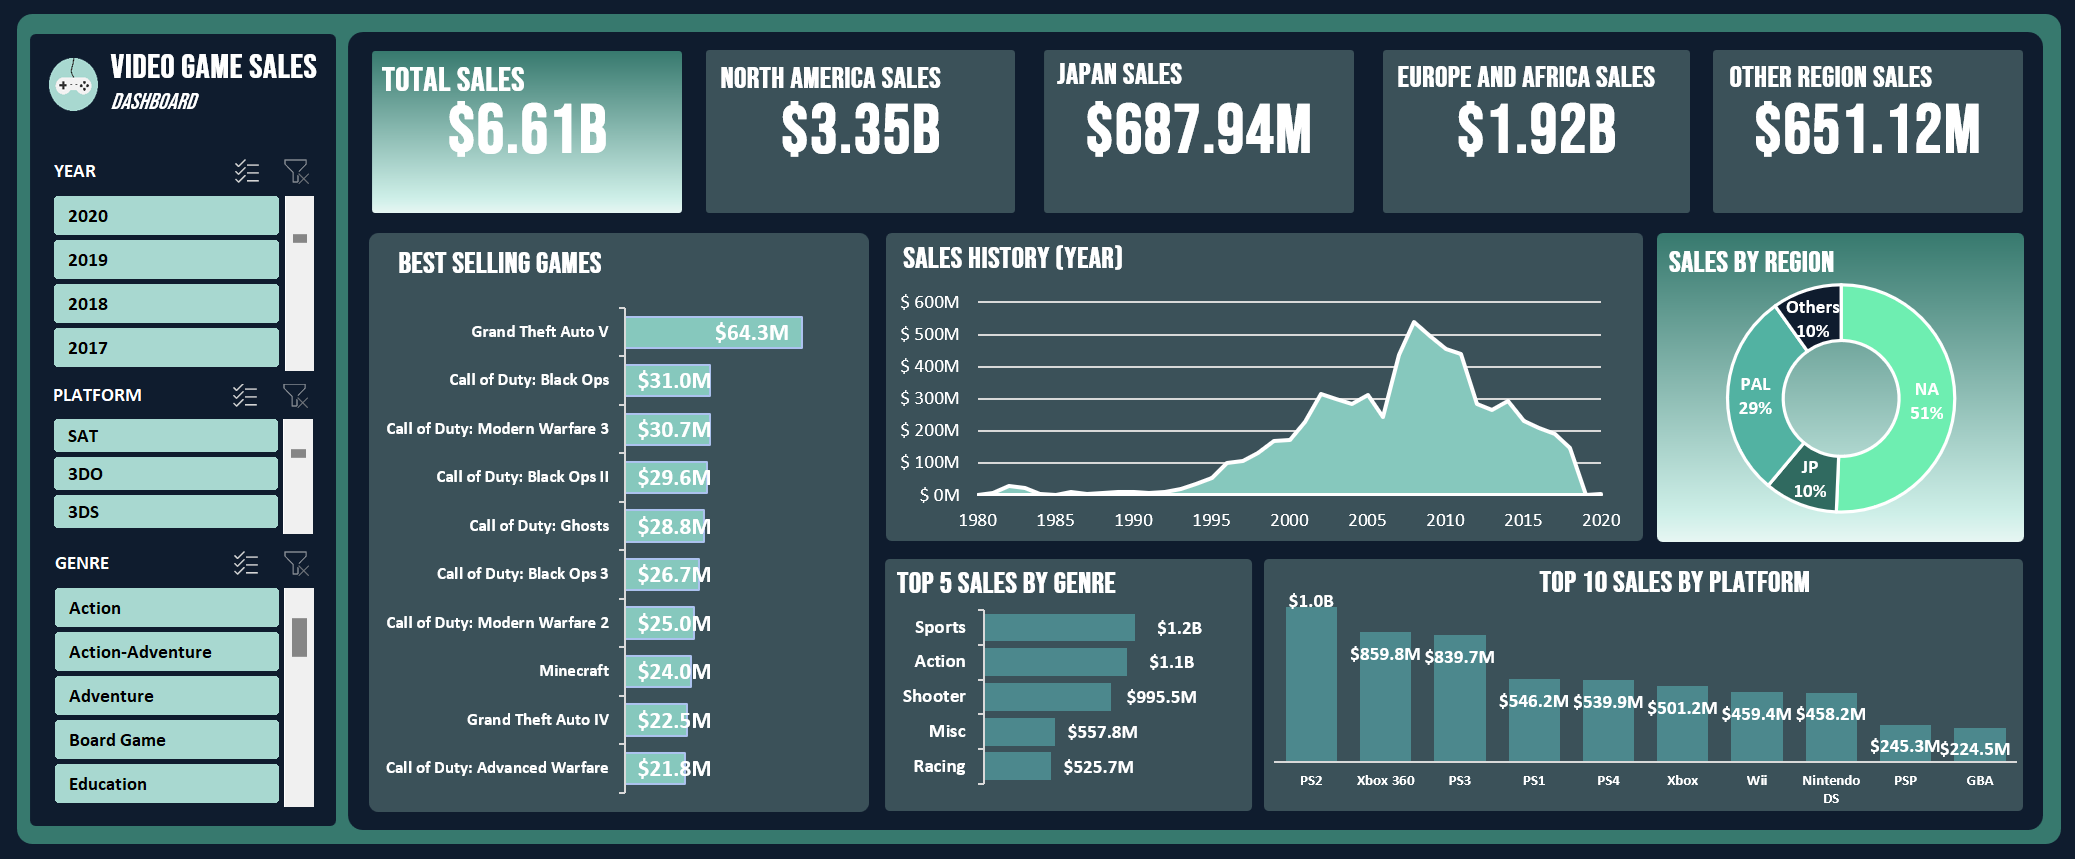 VIDEO GAME SALES
DASHBOARD
YEAR
2020
2019
2018
2017
PLATFORM
SAT
3DO
3DS
GENRE
Action
Action-Adventure
Adventure
Board Game
Education
TOTAL SALES
$6.61B
NORTH AMERICA SALES
$3.35B
JAPAN SALES
$687.94M
EUROPE AND AFRICA SALES
$1.92B
OTHER REGION SALES
$651.12M
BEST SELLING GAMES
Grand Theft Auto V $64.3M
Call of Duty: Black Ops $31.0M
Call of Duty: Modern Warfare 3 $30.7M
Call of Duty: Black Ops II $29.6M
Call of Duty: Ghosts $28.8M
Call of Duty: Black Ops 3 $26.7M
Call of Duty: Modern Warfare 2 $25.0M
Minecraft $24.0M
Grand Theft Auto IV $22.5M
Call of Duty: Advanced Warfare $21.8M
SALES HISTORY (YEAR)
$ 600M
$ 500M
$ 400M
$ 300M
$ 200M
$ 100M
$ 0M
1980 1985 1990 1995 2000 2005 2010 2015 2020
SALES BY REGION
Others
10%
PAL
29%
NA
51%
JP
10%
TOP 5 SALES BY GENRE
Sports $1.2B
Action $1.1B
Shooter $995.5M
Misc $557.8M
Racing $525.7M
TOP 10 SALES BY PLATFORM
$1.0B $859.8M $839.7M $546.2M $539.9M $501.2M $459.4M $458.2M $245.3M $224.5M
PS2 Xbox 360 PS3 PS1 PS4 Xbox Wii Nintendo PSP GBA
DS